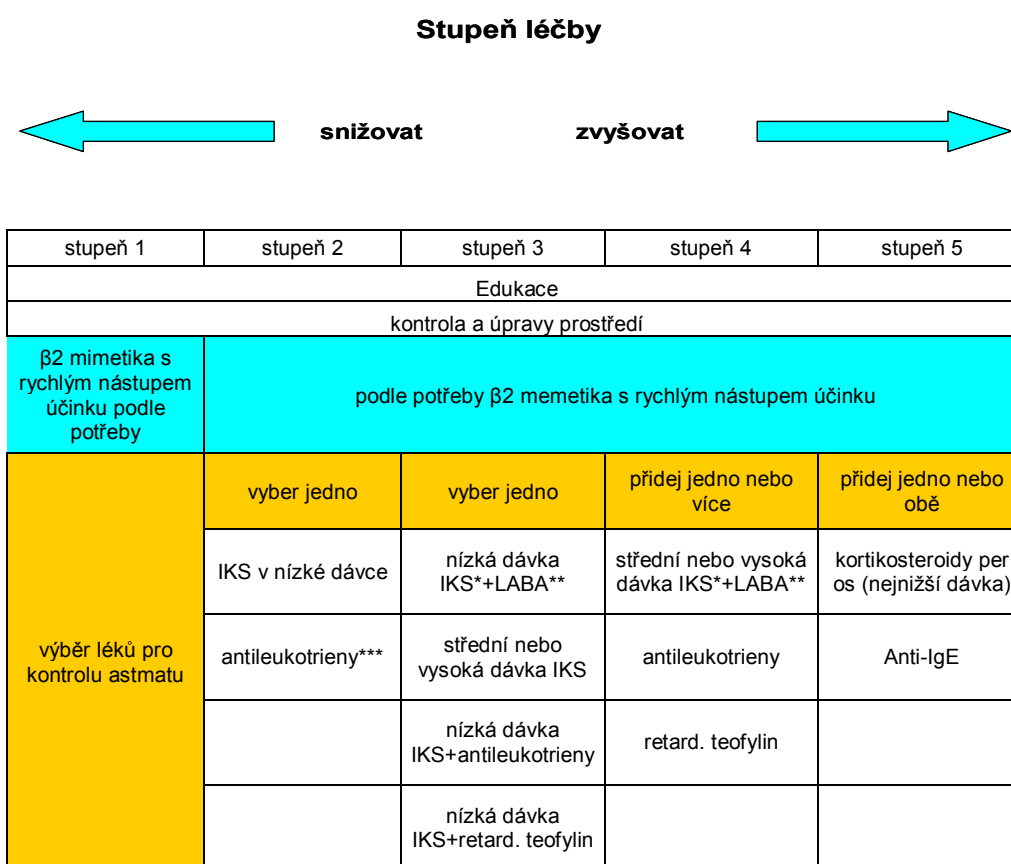 Stupeň léčby
snižovat
zvyšovat
stupeň 1
stupeň 2
stupeň 3
stupeň 4
stupeň 5
Edukace
kontrola a úpravy prostředí
β2 mimetika s
rychlým nástupem
účinku podle
potřeby
podle potřeby β2 memetika s rychlým nástupem účinku
výběr léků pro
kontrolu astmatu
vyber jedno
vyber jedno
přidej jedno nebo
více
přidej jedno nebo
obě
IKS v nízké dávce
nízká dávka
IKS*+LABA**
střední nebo vysoká
dávka IKS*+LABA**
kortikosteroidy per
os (nejnižší dávka)
antileukotrieny***
střední nebo
vysoká dávka IKS
antileukotrieny
Anti-IgE
nízká dávka
IKS+antileukotrieny
retard. teofylin
nízká dávka
IKS+retard. teofylin